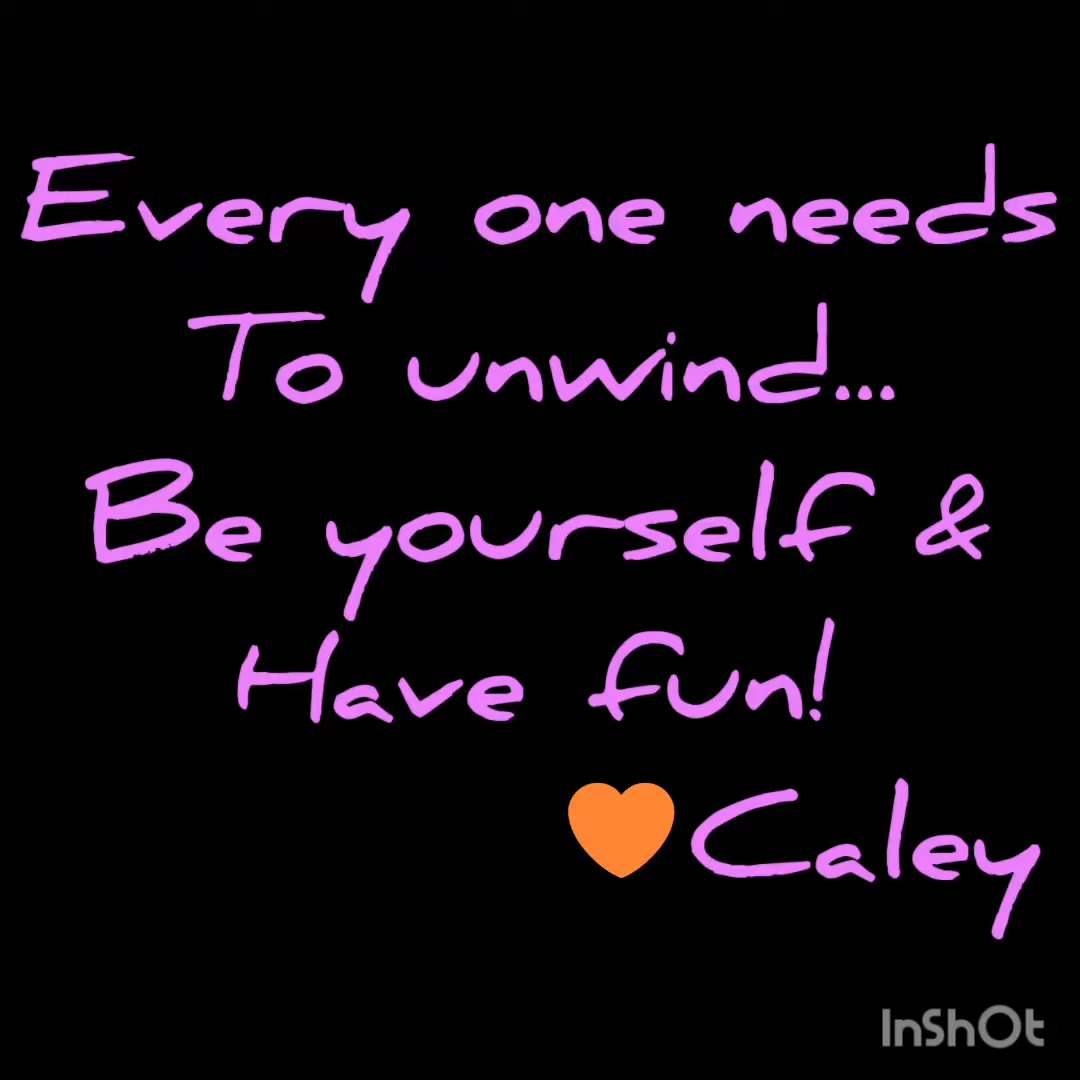 Every one needs
To unwind...
Be yourself &
Have fun!
🧡Caley
InShOt